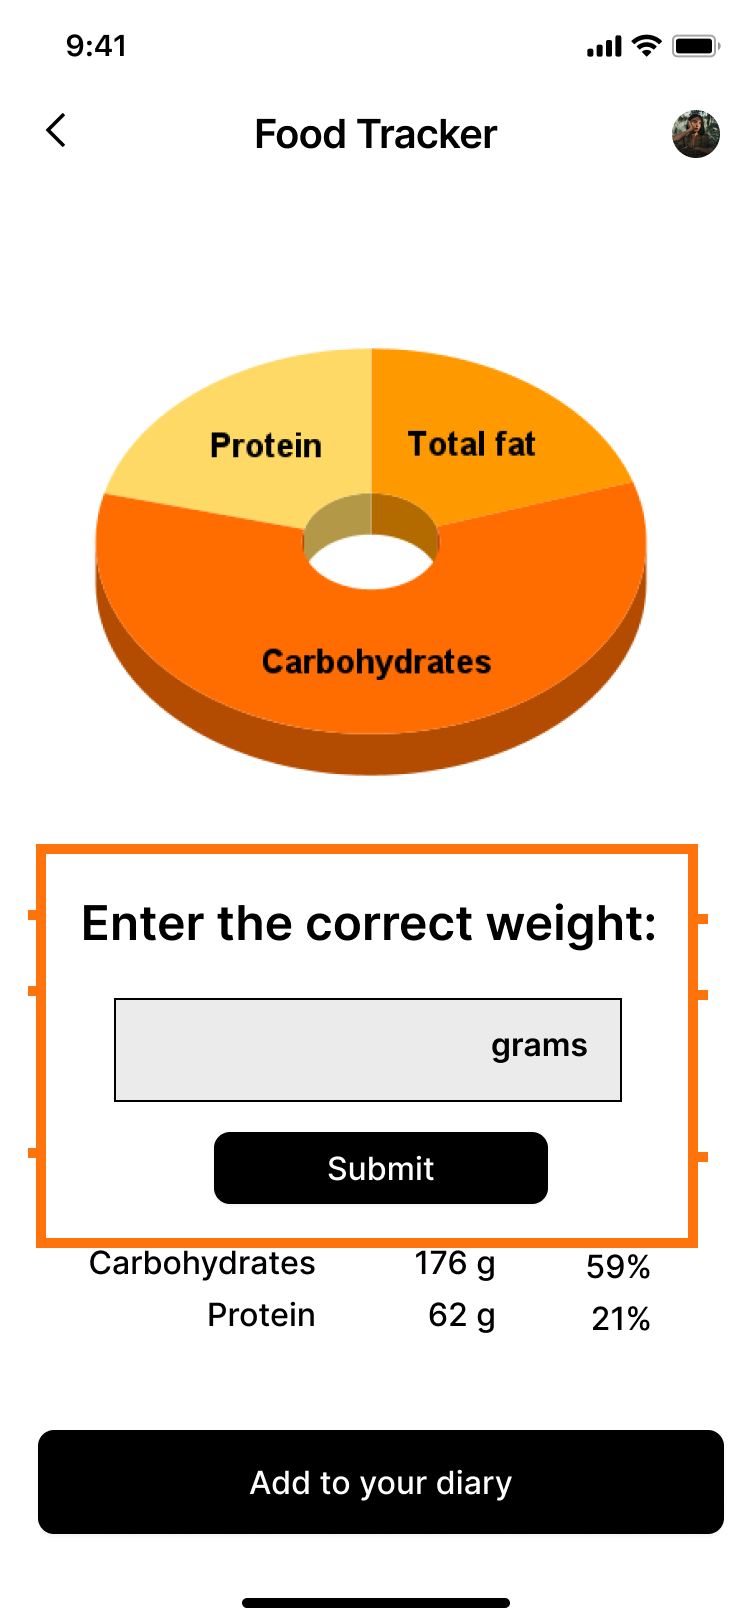 9:41
Food Tracker
Protein Total fat
Carbohydrates
Enter the correct weight:
grams
Submit
Carbohydrates 176 g 59%
Protein 62 g 21%
Add to your diary